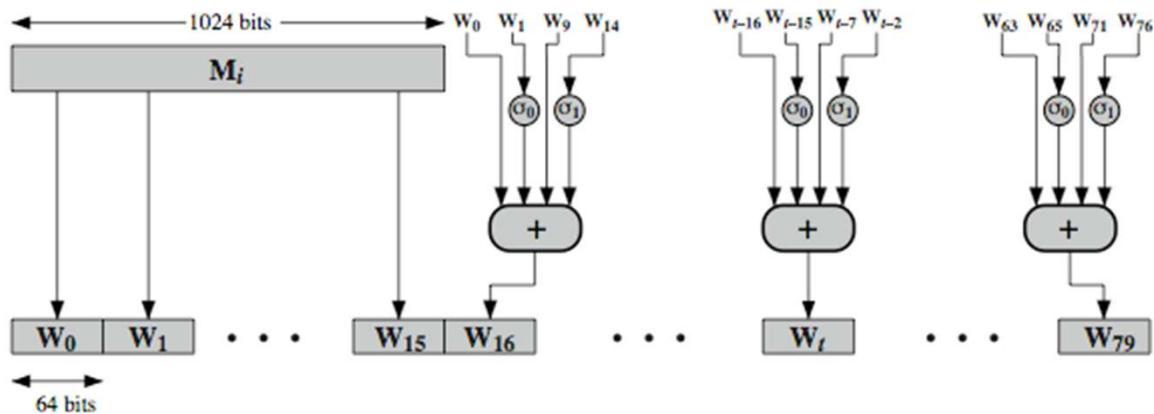 1024 bits
W₀ W₁ W₉ W₁₄
Wₜ₋₁₆ Wₜ₋₁₅ Wₜ₋₇ Wₜ₋₂
W₆₃ W₆₅ W₇₁ W₇₆
Mᵢ
σ₀ σ₁
σ₀ σ₁
σ₀ σ₁
+
+
+
W₀ W₁ • • • W₁₅ W₁₆ • • • Wₜ • • • W₇₉
64 bits